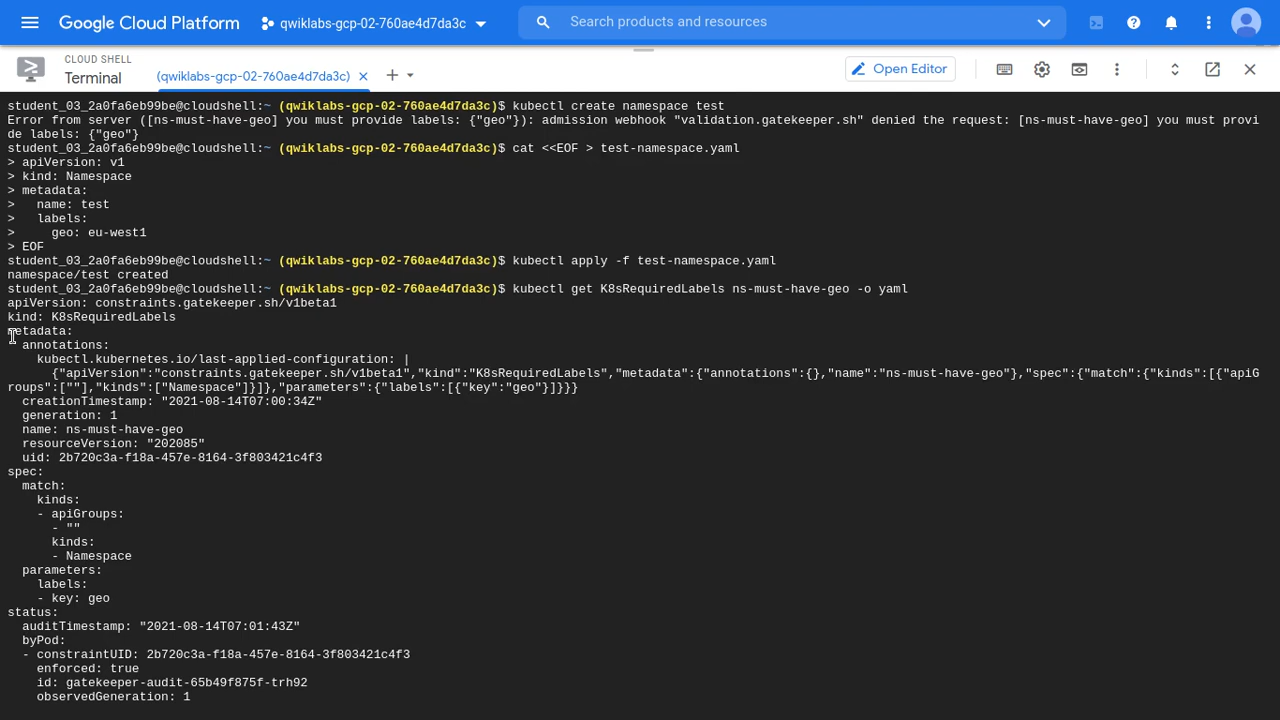 Google Cloud Platform
qwiklabs-gcp-02-760ae4d7da3c
Search products and resources
CLOUD SHELL
Terminal
(qwiklabs-gcp-02-760ae4d7da3c)
Open Editor
student_03_2a0fa6eb99be@cloudshell:~ (qwiklabs-gcp-02-760ae4d7da3c)$ kubectl create namespace test
Error from server ([ns-must-have-geo] you must provide labels: {"geo"}): admission webhook "validation.gatekeeper.sh" denied the request: [ns-must-have-geo] you must provi
de labels: {"geo"}
student_03_2a0fa6eb99be@cloudshell:~ (qwiklabs-gcp-02-760ae4d7da3c)$ cat <<EOF > test-namespace.yaml
> apiVersion: v1
> kind: Namespace
> metadata:
>   name: test
>   labels:
>     geo: eu-west1
> EOF
student_03_2a0fa6eb99be@cloudshell:~ (qwiklabs-gcp-02-760ae4d7da3c)$ kubectl apply -f test-namespace.yaml
namespace/test created
student_03_2a0fa6eb99be@cloudshell:~ (qwiklabs-gcp-02-760ae4d7da3c)$ kubectl get K8sRequiredLabels ns-must-have-geo -o yaml
apiVersion: constraints.gatekeeper.sh/v1beta1
kind: K8sRequiredLabels
metadata:
  annotations:
    kubectl.kubernetes.io/last-applied-configuration: |
      {"apiVersion":"constraints.gatekeeper.sh/v1beta1","kind":"K8sRequiredLabels","metadata":{"annotations":{},"name":"ns-must-have-geo"},"spec":{"match":{"kinds":[{"apiG
roups":[""],"kinds":["Namespace"]}]},"parameters":{"labels":[{"key":"geo"}]}}}
  creationTimestamp: "2021-08-14T07:00:34Z"
  generation: 1
  name: ns-must-have-geo
  resourceVersion: "202085"
  uid: 2b720c3a-f18a-457e-8164-3f803421c4f3
spec:
  match:
    kinds:
    - apiGroups:
      - ""
      kinds:
      - Namespace
  parameters:
    labels:
    - key: geo
status:
  auditTimestamp: "2021-08-14T07:01:43Z"
  byPod:
  - constraintUID: 2b720c3a-f18a-457e-8164-3f803421c4f3
    enforced: true
    id: gatekeeper-audit-65b49f875f-trh92
    observedGeneration: 1